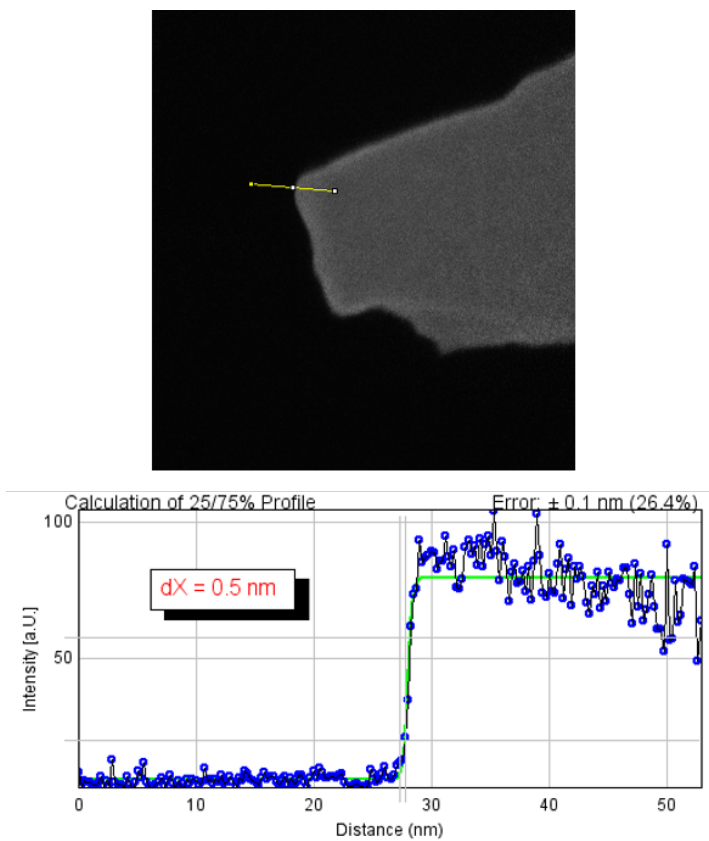 Calculation of 25/75% Profile
Error: ± 0.1 nm (26.4%)
100
dX = 0.5 nm
50
Intensity [a.U.]
0 10 20 30 40 50
Distance (nm)